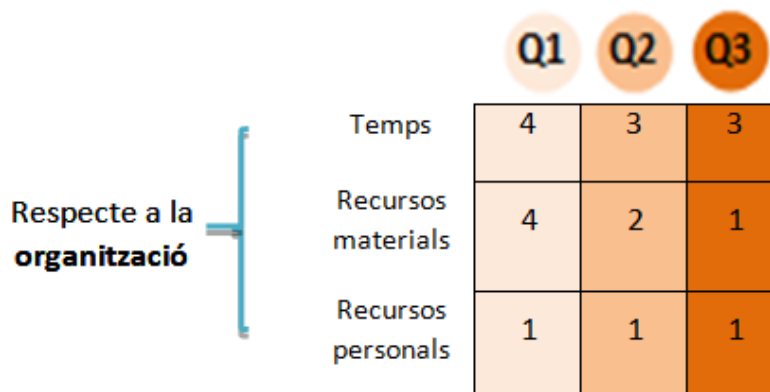 Q1 Q2 Q3
Temps 4 3 3
Respecte a la
organització
Recursos
materials 4 2 1
Recursos
personals 1 1 1